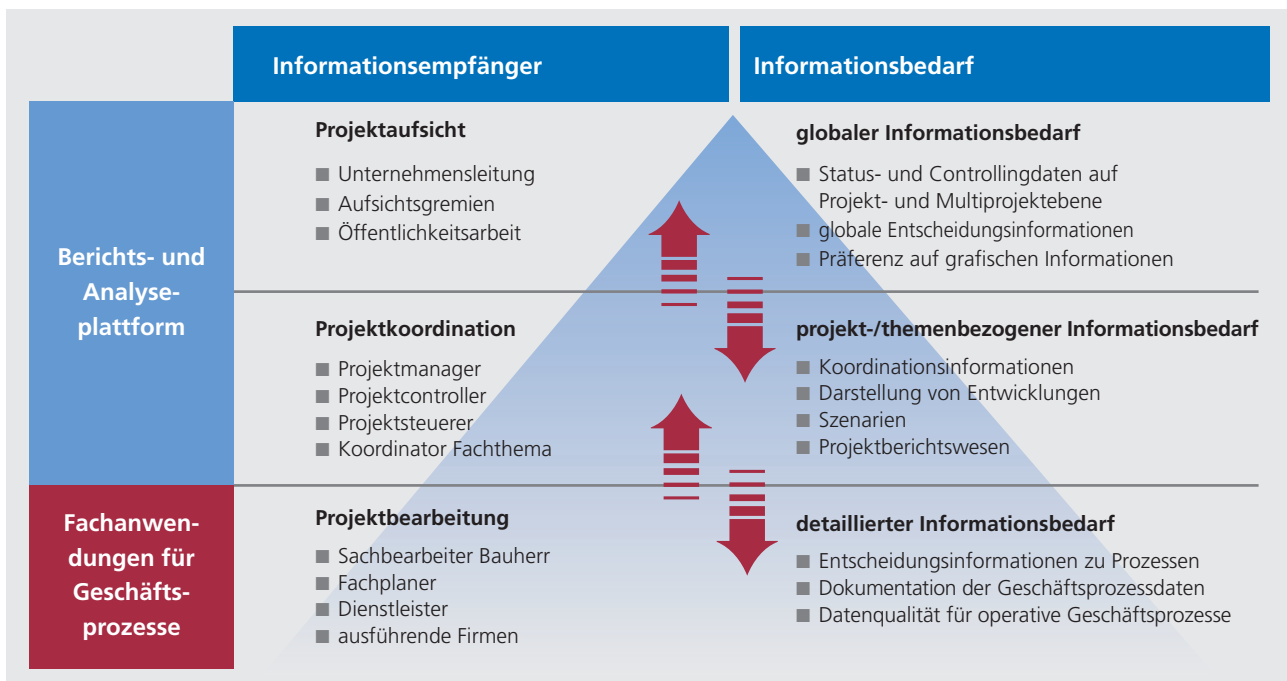 Informationsempfänger
Informationsbedarf
Berichts- und
Analyse-
plattform
Projektaufsicht
■ Unternehmensleitung
■ Aufsichtsgremien
■ Öffentlichkeitsarbeit
globaler Informationsbedarf
■ Status- und Controllingdaten auf
Projekt- und Multiprojektebene
■ globale Entscheidungsinformationen
■ Präferenz auf grafischen Informationen
Projektkoordination
■ Projektmanager
■ Projektcontroller
■ Projektsteuerer
■ Koordinator Fachthema
projekt-/themenbezogener Informationsbedarf
■ Koordinationsinformationen
■ Darstellung von Entwicklungen
■ Szenarien
■ Projektberichtswesen
Fachanwen-
dungen für
Geschäfts-
prozesse
Projektbearbeitung
■ Sachbearbeiter Bauherr
■ Fachplaner
■ Dienstleister
■ ausführende Firmen
detaillierter Informationsbedarf
■ Entscheidungsinformationen zu Prozessen
■ Dokumentation der Geschäftsprozessdaten
■ Datenqualität für operative Geschäftsprozesse